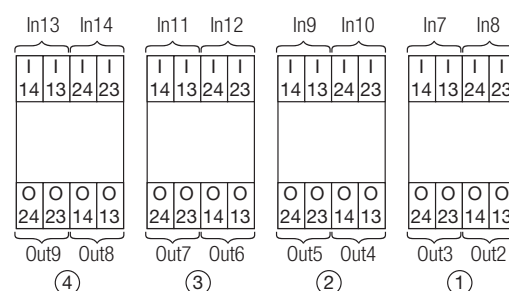 In13 In14 In11 In12 In9 In10 In7 In8
I I I I I I I I I I I I I I I I
14 13 24 23 14 13 24 23 14 13 24 23 14 13 24 23
O O O O O O O O O O O O O O O O
24 23 14 13 24 23 14 13 24 23 14 13 24 23 14 13
Out9 Out8 Out7 Out6 Out5 Out4 Out3 Out2
4 3 2 1